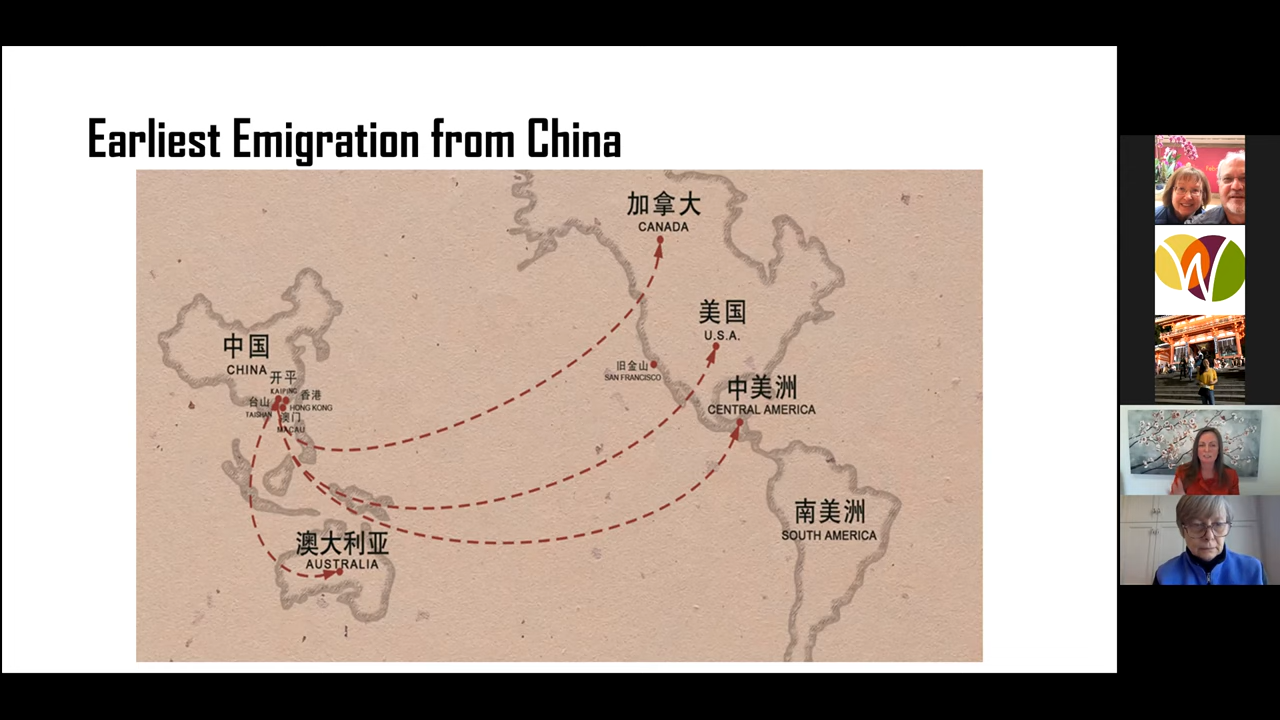 Earliest Emigration from China
加拿大
CANADA
美国
U.S.A.
中国
CHINA
旧金山
SAN FRANCISCO
开平
KAIPING
中美洲
CENTRAL AMERICA
台山
TAISHAN
香港
HONG KONG
澳门
MACAU
南美洲
SOUTH AMERICA
澳大利亚
AUSTRALIA
W